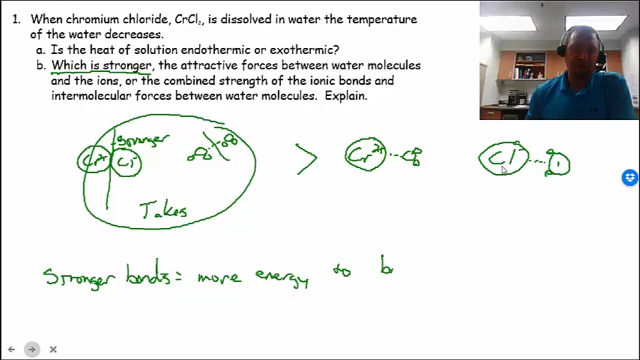 1. When chromium chloride, CrCl₂, is dissolved in water the temperature
of the water decreases.
a. Is the heat of solution endothermic or exothermic?
b. Which is stronger, the attractive forces between water molecules
and the ions, or the combined strength of the ionic bonds and
intermolecular forces between water molecules. Explain.
stronger
Cr²⁺ Cl⁻ > Cr²⁺ Cl⁻
Takes
Stronger bonds = more energy to b